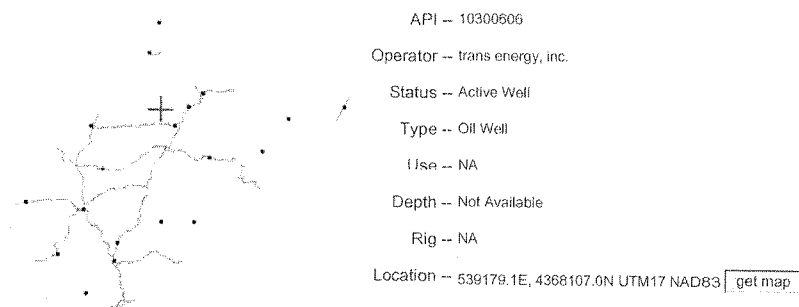 API -- 10300606
Operator -- trans energy, inc.
Status -- Active Well
Type -- Oil Well
Use -- NA
Depth -- Not Available
Rig -- NA
Location -- 539179.1E, 4368107.0N UTM17 NAD83 get map